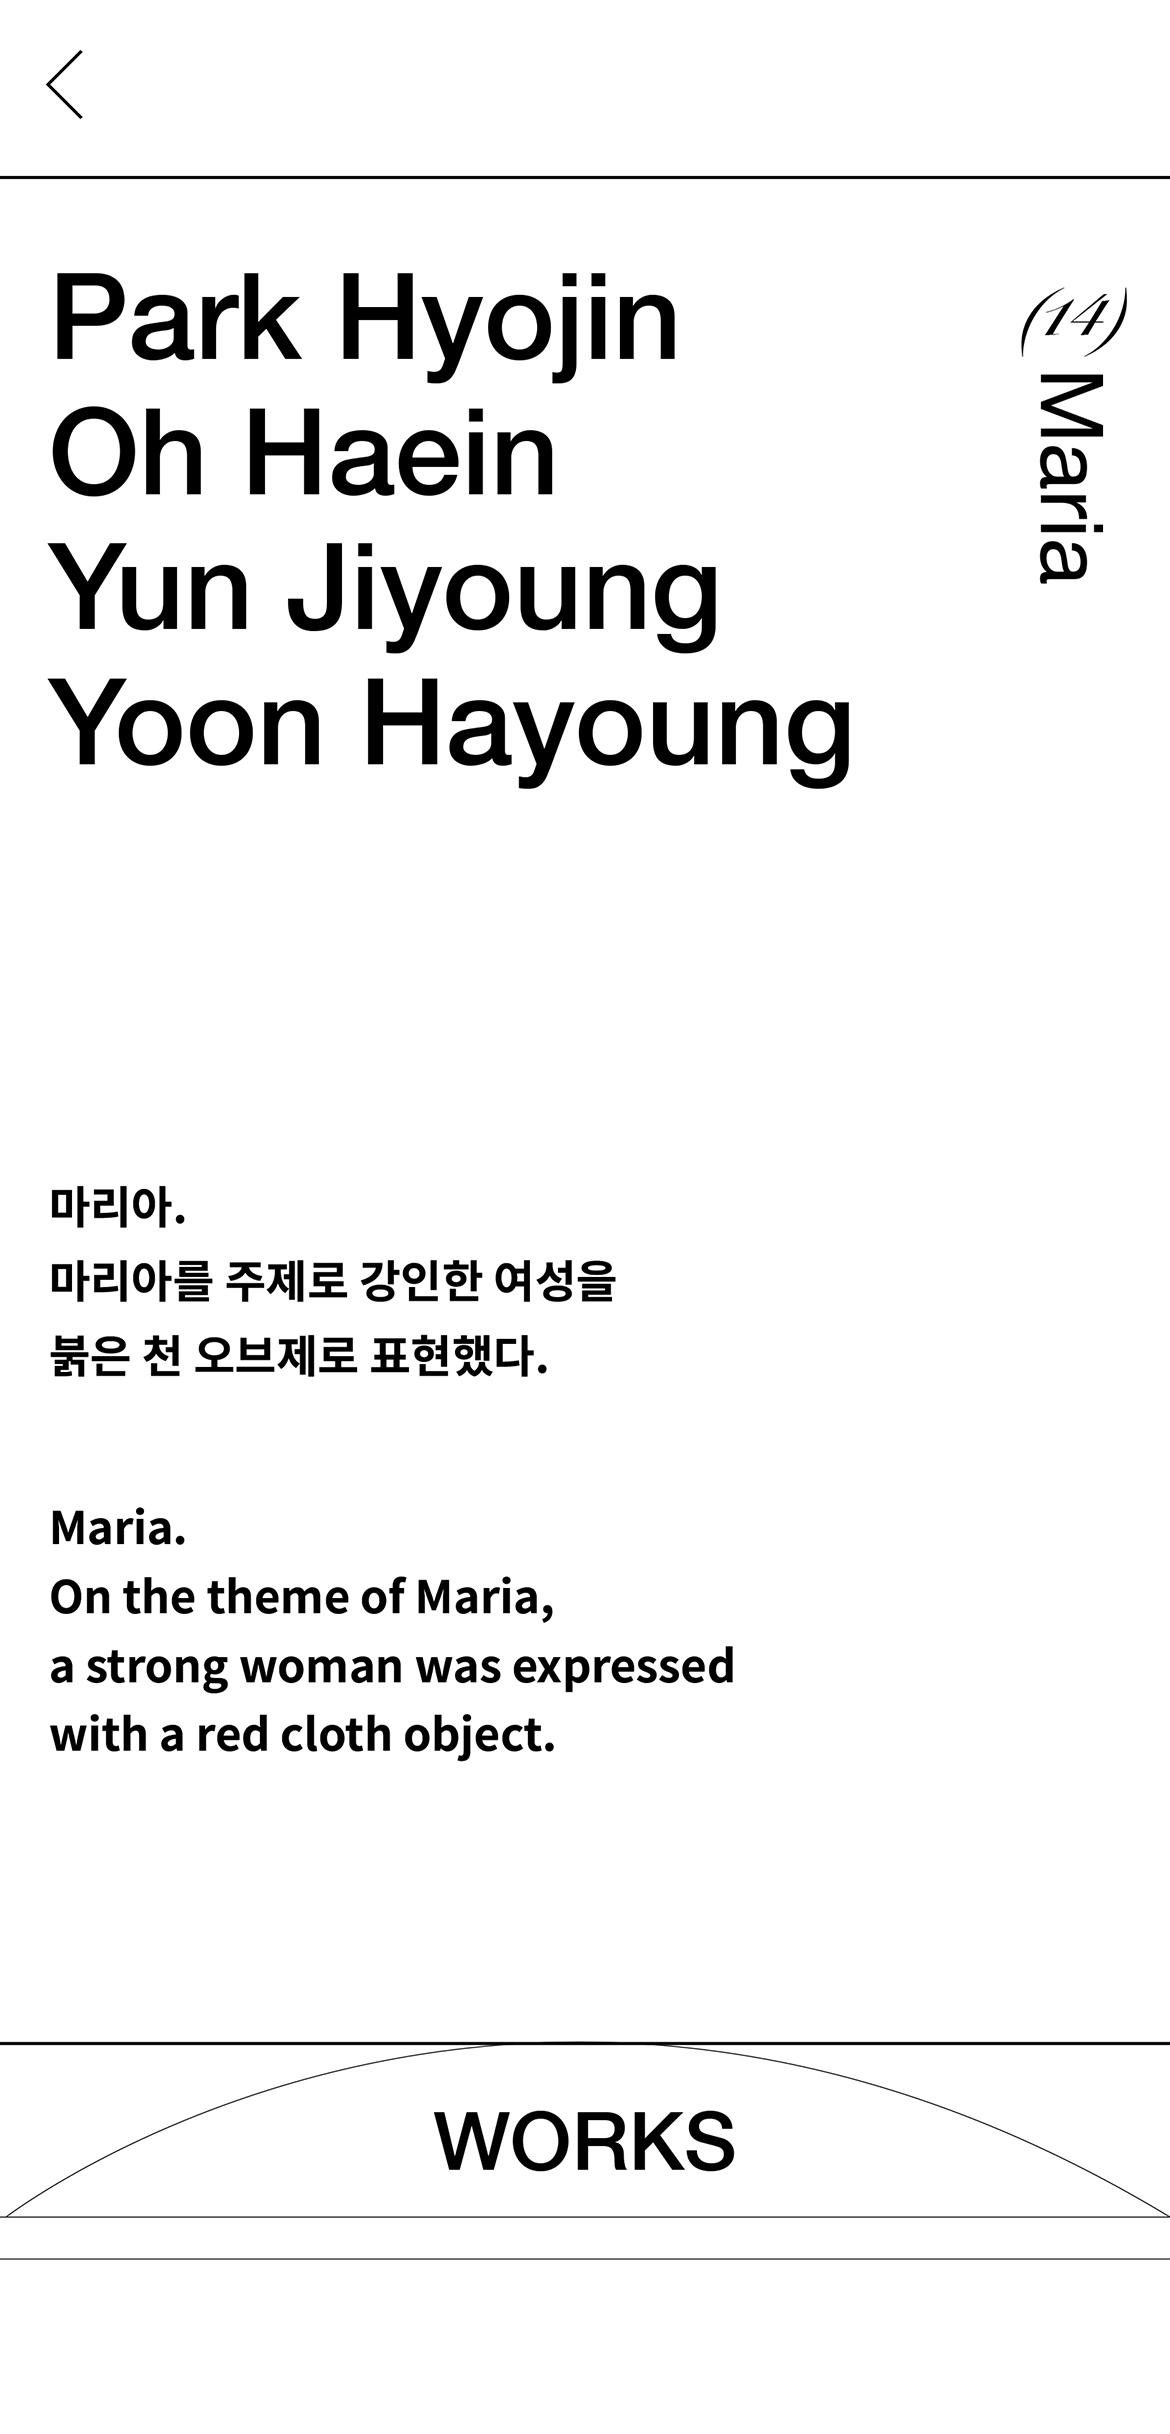 Park Hyojin
Oh Haein
Yun Jiyoung
Yoon Hayoung
(14) Maria
마리아.
마리아를 주제로 강인한 여성을
붉은 천 오브제로 표현했다.
Maria.
On the theme of Maria,
a strong woman was expressed
with a red cloth object.
WORKS